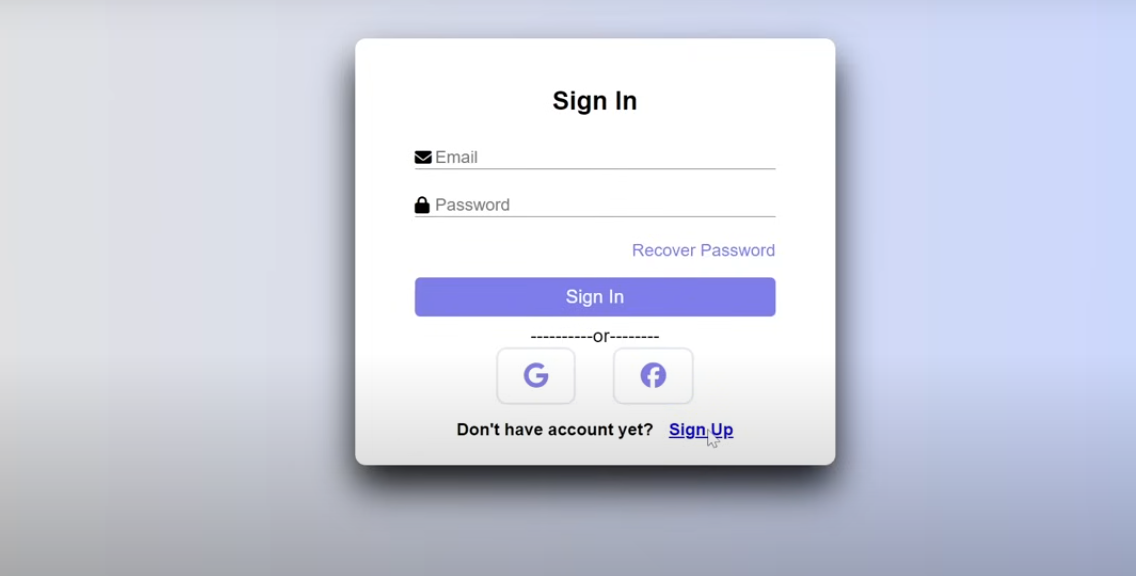 Sign In
Email
Password
Recover Password
Sign In
----------or--------
Don't have account yet? Sign Up